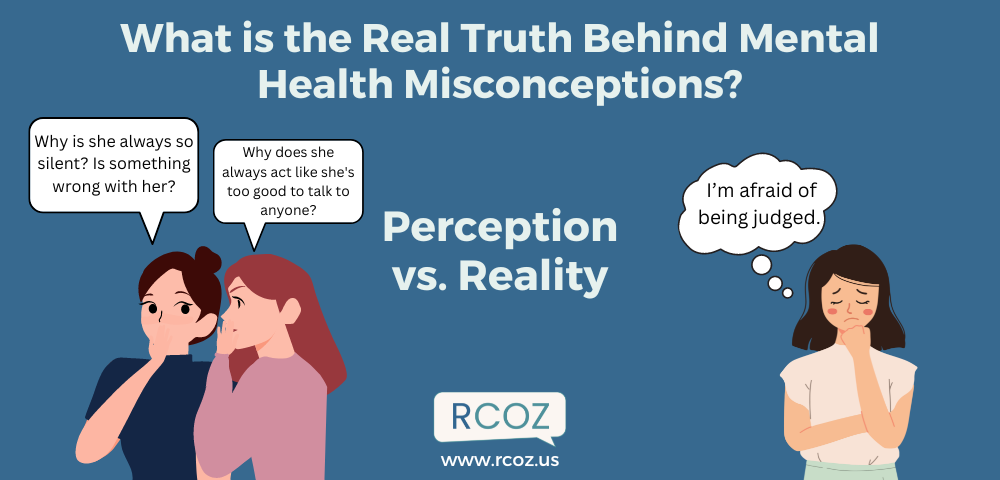 What is the Real Truth Behind Mental
Health Misconceptions?
Why is she always so
silent? Is something
wrong with her?
Why does she
always act like she's
too good to talk to
anyone?
Perception
vs. Reality
I’m afraid of
being judged.
RCOZ
www.rcoz.us